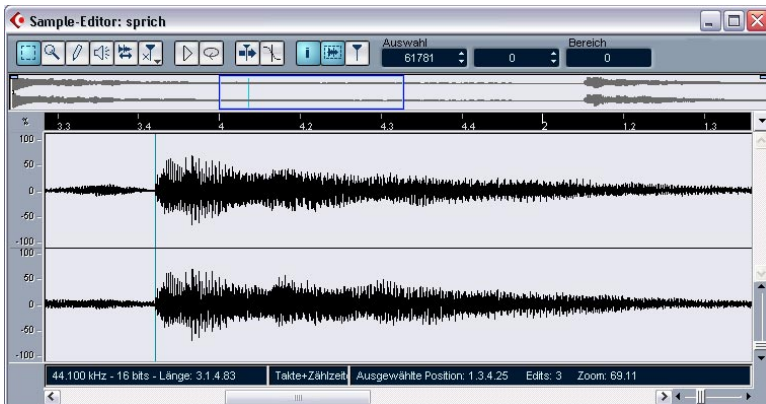 Sample-Editor: sprich
Auswahl Bereich
61781 0 0
% 3.3 3.4 4 4.2 4.3 4.4 2 1.2 1.3
100
50
0
-50
-100
100
50
0
-50
-100
44.100 kHz - 16 bits - Länge: 3.1.4.83 Takte+Zählzeit Ausgewählte Position: 1.3.4.25 Edits: 3 Zoom: 69.11